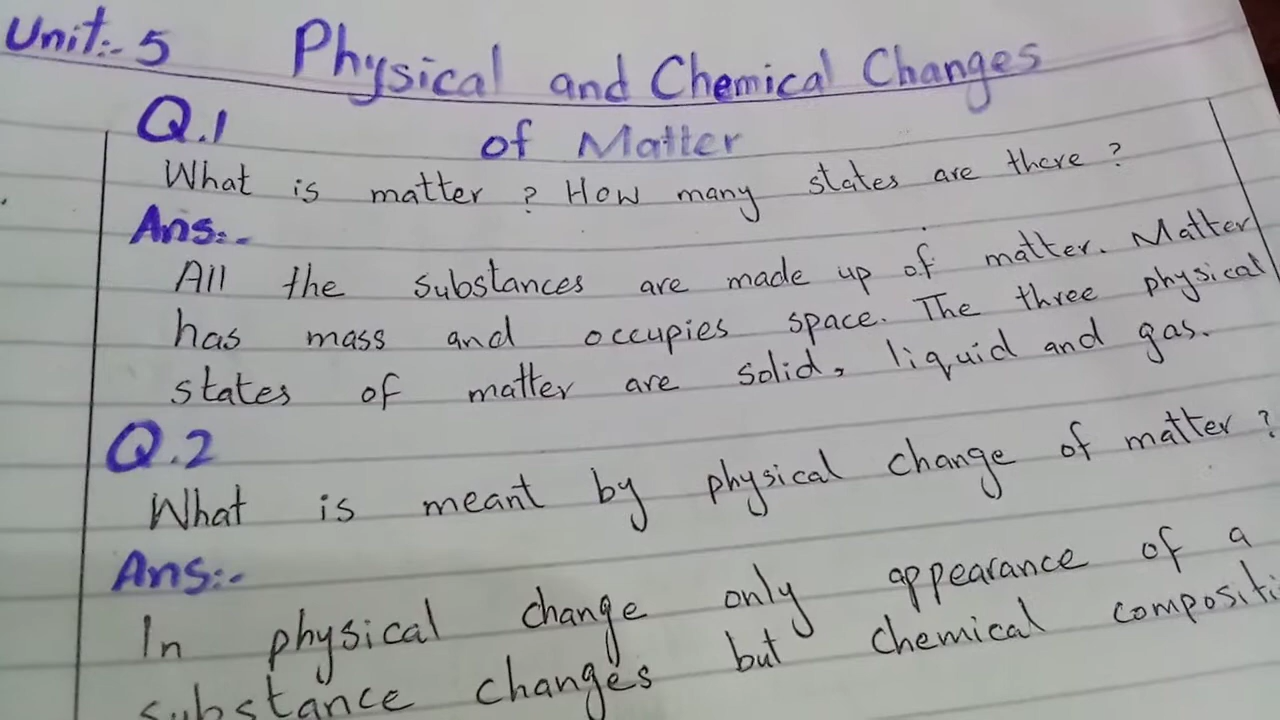 Unit:- 5 Physical and Chemical Changes
of Matter
Q.1
What is matter ? How many states are there ?
Ans:-
All the substances are made up of matter. Matter
has mass and occupies space. The three physical
states of matter are solid, liquid and gas.
Q.2
What is meant by physical change of matter ?
Ans:-
In physical change only appearance of a
substance changes but chemical compositi